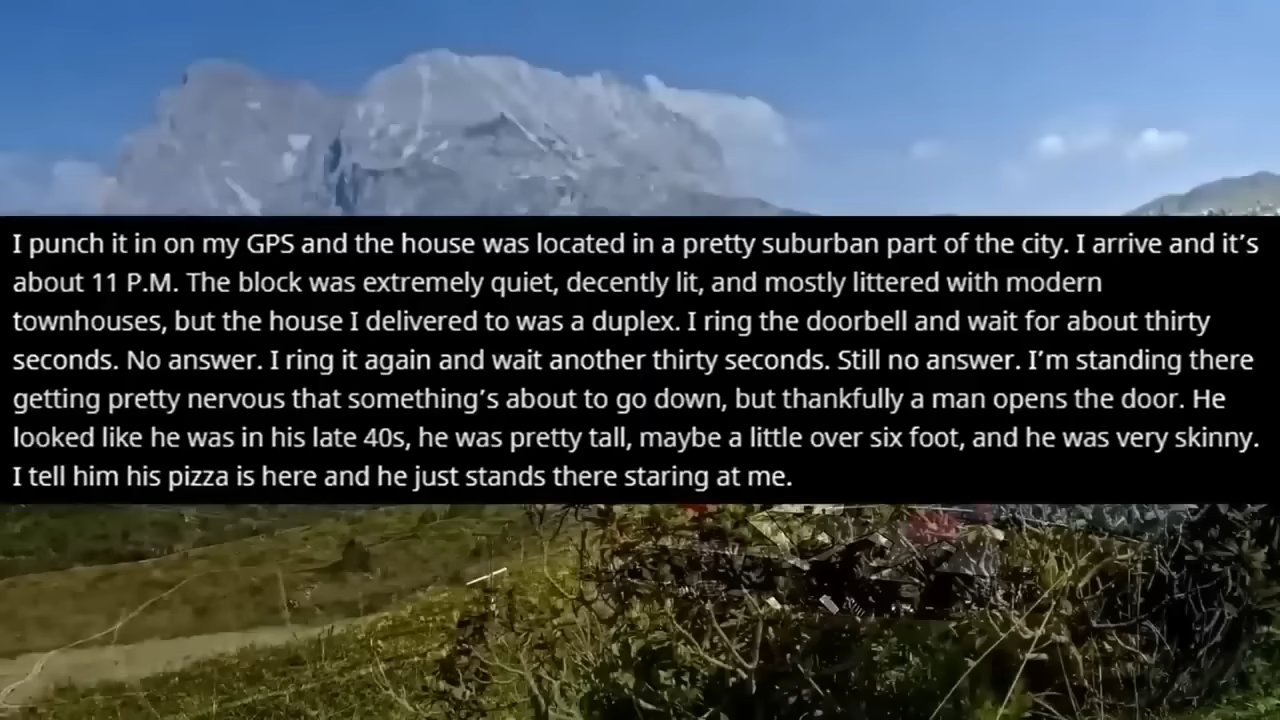 I punch it in on my GPS and the house was located in a pretty suburban part of the city. I arrive and it’s
about 11 P.M. The block was extremely quiet, decently lit, and mostly littered with modern
townhouses, but the house I delivered to was a duplex. I ring the doorbell and wait for about thirty
seconds. No answer. I ring it again and wait another thirty seconds. Still no answer. I’m standing there
getting pretty nervous that something’s about to go down, but thankfully a man opens the door. He
looked like he was in his late 40s, he was pretty tall, maybe a little over six foot, and he was very skinny.
I tell him his pizza is here and he just stands there staring at me.